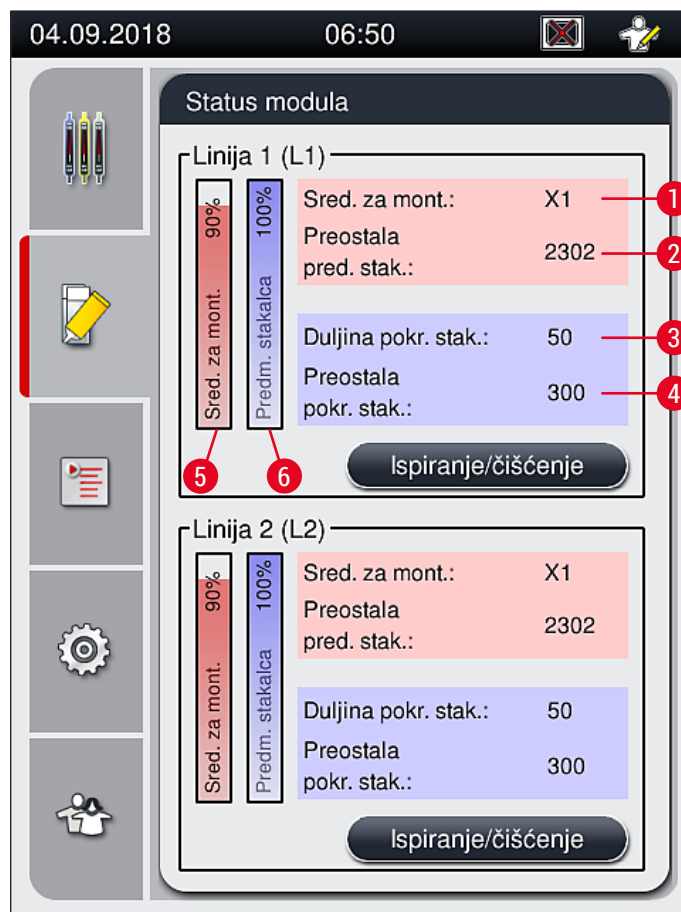 04.09.2018 06:50
Status modula
Linija 1 (L1)
90%
Sred. za mont.
100%
Predm. stakalca
Sred. za mont.: X1
1
Preostala
pred. stak.: 2302
2
Duljina pokr. stak.: 50
3
Preostala
pokr. stak.: 300
4
5
6
Ispiranje/čišćenje
Linija 2 (L2)
90%
Sred. za mont.
100%
Predm. stakalca
Sred. za mont.: X1
Preostala
pred. stak.: 2302
Duljina pokr. stak.: 50
Preostala
pokr. stak.: 300
Ispiranje/čišćenje